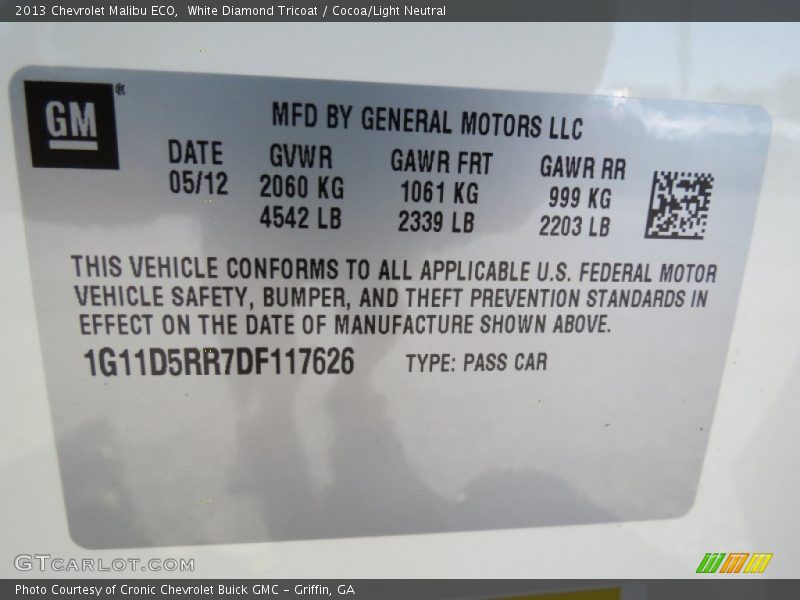 2013 Chevrolet Malibu ECO,  White Diamond Tricoat / Cocoa/Light Neutral
GM®
MFD BY GENERAL MOTORS LLC
DATE GVWR GAWR FRT GAWR RR
05/12 2060 KG 1061 KG 999 KG
4542 LB 2339 LB 2203 LB
THIS VEHICLE CONFORMS TO ALL APPLICABLE U.S. FEDERAL MOTOR
VEHICLE SAFETY, BUMPER, AND THEFT PREVENTION STANDARDS IN
EFFECT ON THE DATE OF MANUFACTURE SHOWN ABOVE.
1G11D5RR7DF117626 TYPE: PASS CAR
GTCARLOT.COM
Photo Courtesy of Cronic Chevrolet Buick GMC – Griffin, GA